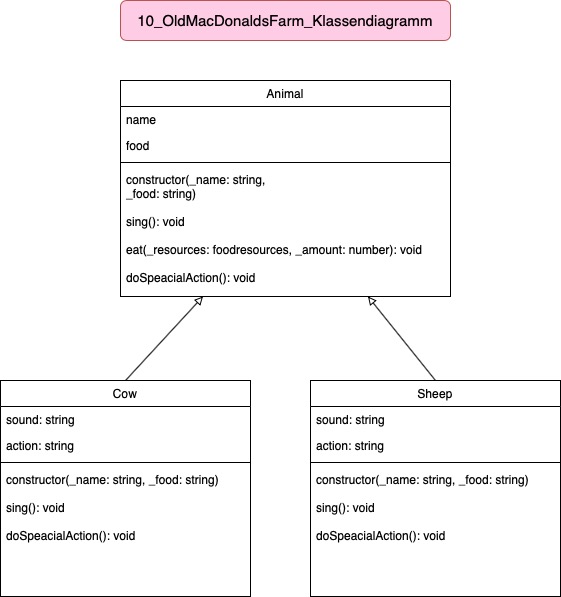 10_OldMacDonaldsFarm_Klassendiagramm
Animal
name
food
constructor(_name: string,
_food: string)
sing(): void
eat(_resources: foodresources, _amount: number): void
doSpeacialAction(): void
Cow
sound: string
action: string
constructor(_name: string, _food: string)
sing(): void
doSpeacialAction(): void
Sheep
sound: string
action: string
constructor(_name: string, _food: string)
sing(): void
doSpeacialAction(): void